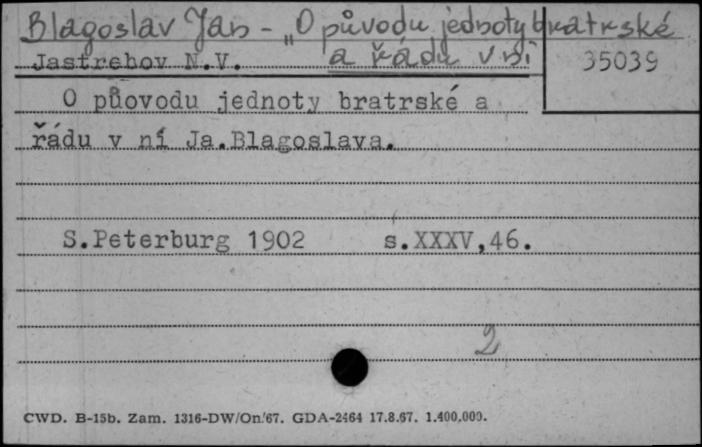 Blagoslav Jan - „O původu jednoty bratrské
a řádu v ní
Jastrebov N.V.
35039
O půovodu jednoty bratrské a
řádu v ní Ja.Blagoslava.
S.Peterburg 1902 s.XXXV,46.
2
CWD. B-15b. Zam. 1316-DW/On/67. GDA-2464 17.8.67. 1.400.000.